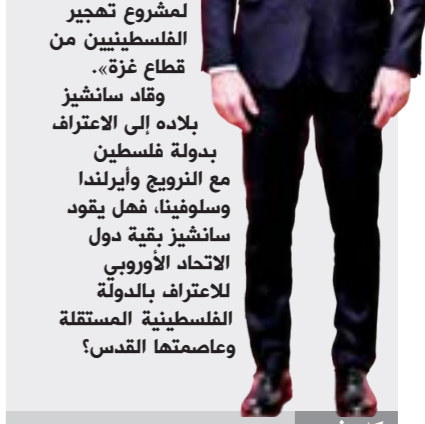 لمشروع تهجير
الفلسطينيين من
قطاع غزة».
وقاد سانشيز
بلاده إلى الاعتراف
بدولة فلسطين
مع النرويج وأيرلندا
وسلوفينا، فهل يقود
سانشيز بقية دول
الاتحاد الأوروبي
للاعتراف بالدولة
الفلسطينية المستقلة
وعاصمتها القدس؟